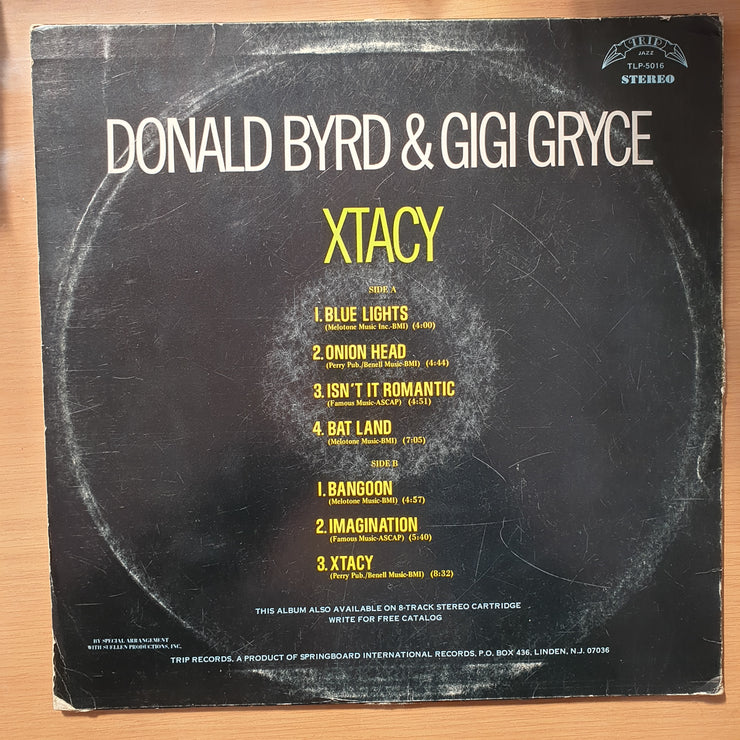 TRIP
JAZZ
TLP-5016
STEREO
DONALD BYRD & GIGI GRYCE
XTACY
SIDE A
1. BLUE LIGHTS
(Melotone Music Inc.-BMI) (4:00)
2. ONION HEAD
(Perry Pub./Benell Music-BMI) (4:44)
3. ISN'T IT ROMANTIC
(Famous Music-ASCAP) (4:51)
4. BAT LAND
(Melotone Music-BMI) (7:05)
SIDE B
1. BANGOON
(Melotone Music-BMI) (4:57)
2. IMAGINATION
(Famous Music-ASCAP) (5:40)
3. XTACY
(Perry Pub./Benell Music-BMI) (8:32)
THIS ALBUM ALSO AVAILABLE ON 8-TRACK STEREO CARTRIDGE
WRITE FOR FREE CATALOG
BY SPECIAL ARRANGEMENT
WITH SUELLEN PRODUCTIONS, INC.
TRIP RECORDS, A PRODUCT OF SPRINGBOARD INTERNATIONAL RECORDS, P.O. BOX 436, LINDEN, N.J. 07036